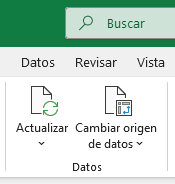 Buscar
Datos Revisar Vista
Actualizar Cambiar origen
de datos
Datos